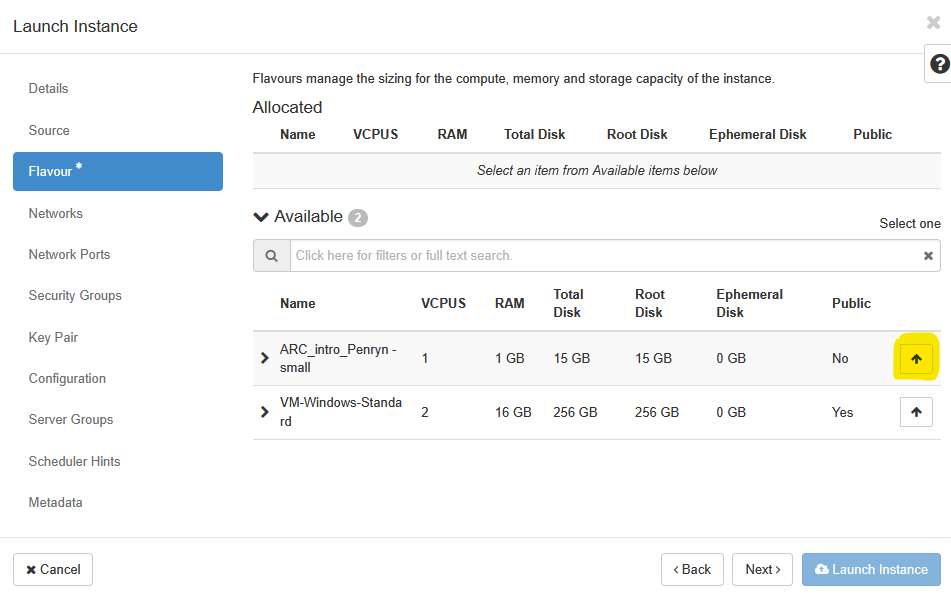 Launch Instance
Details
Source
Flavour *
Networks
Network Ports
Security Groups
Key Pair
Configuration
Server Groups
Scheduler Hints
Metadata
Flavours manage the sizing for the compute, memory and storage capacity of the instance.
Allocated
Name VCPUS RAM Total Disk Root Disk Ephemeral Disk Public
Select an item from Available items below
Available 2
Select one
Click here for filters or full text search.
Name VCPUS RAM Total Disk Root Disk Ephemeral Disk Public
ARC_intro_Penryn - 1 1 GB 15 GB 15 GB 0 GB No
small
VM-Windows-Standa 2 16 GB 256 GB 256 GB 0 GB Yes
rd
Cancel
< Back
Next >
Launch Instance